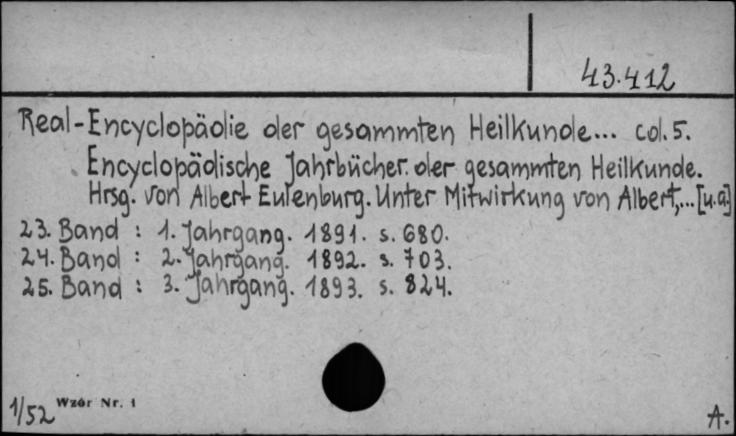 43.412
Real-Encyclopädie der gesammten Heilkunde... col. 5.
Encyclopädische Jahrbücher. der gesammten Heilkunde.
Hrsg. von Albert Eulenburg. Unter Mitwirkung von Albert,... [u.a]
23. Band : 1. Jahrgang. 1891. s. 680.
24. Band : 2. Jahrgang. 1892. s. 703.
25. Band : 3. Jahrgang. 1893. s. 824.
1/52 Wzór Nr. 1
A.